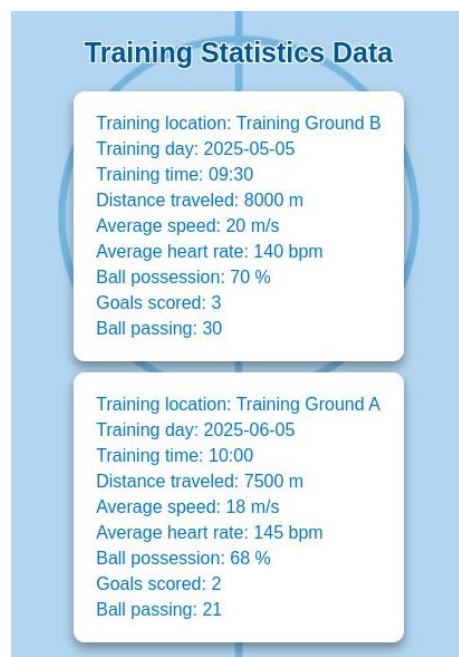 Training Statistics Data
Training location: Training Ground B
Training day: 2025-05-05
Training time: 09:30
Distance traveled: 8000 m
Average speed: 20 m/s
Average heart rate: 140 bpm
Ball possession: 70 %
Goals scored: 3
Ball passing: 30
Training location: Training Ground A
Training day: 2025-06-05
Training time: 10:00
Distance traveled: 7500 m
Average speed: 18 m/s
Average heart rate: 145 bpm
Ball possession: 68 %
Goals scored: 2
Ball passing: 21